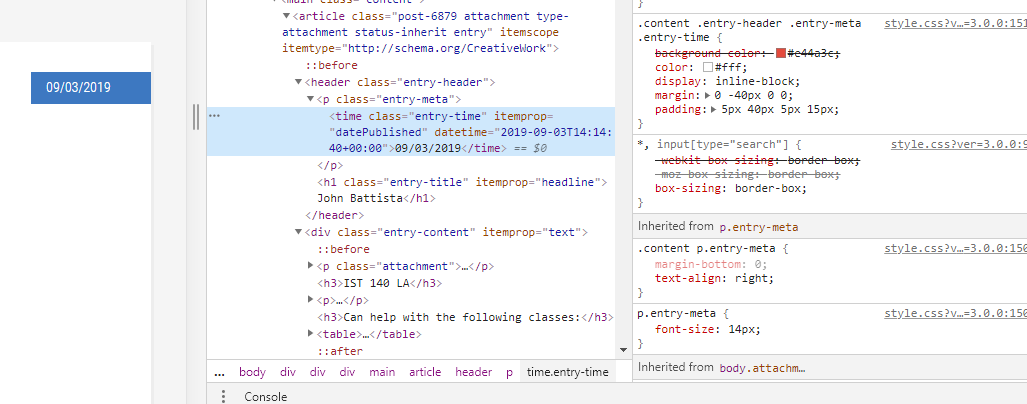 09/03/2019
<main class="content">
▼<article class="post-6879 attachment type-
attachment status-inherit entry" itemscope
itemtype="http://schema.org/CreativeWork">
::before
▼<header class="entry-header">
▼<p class="entry-meta">
… <time class="entry-time" itemprop=
"datePublished" datetime="2019-09-03T14:14:
40+00:00">09/03/2019</time> == $0
</p>
<h1 class="entry-title" itemprop="headline">
John Battista</h1>
</header>
▼<div class="entry-content" itemprop="text">
::before
▶<p class="attachment">…</p>
<h3>IST 140 LA</h3>
▶<p>…</p>
<h3>Can help with the following classes:</h3>
▶<table>…</table>
::after
... body div div div main article header p time.entry-time
Console
}
.content .entry-header .entry-meta style.css?v…=3.0.0:151
.entry-time {
background-color: #e44a3c;
color: #fff;
display: inline-block;
margin:▶ 0 -40px 0 0;
padding:▶ 5px 40px 5px 15px;
}
*, input[type="search"] { style.css?ver=3.0.0:9
-webkit-box-sizing: border-box;
-moz-box-sizing: border-box;
box-sizing: border-box;
}
Inherited from p.entry-meta
.content p.entry-meta { style.css?v…=3.0.0:150
margin-bottom: 0;
text-align: right;
}
p.entry-meta { style.css?v…=3.0.0:150
font-size: 14px;
}
Inherited from body.attachm…